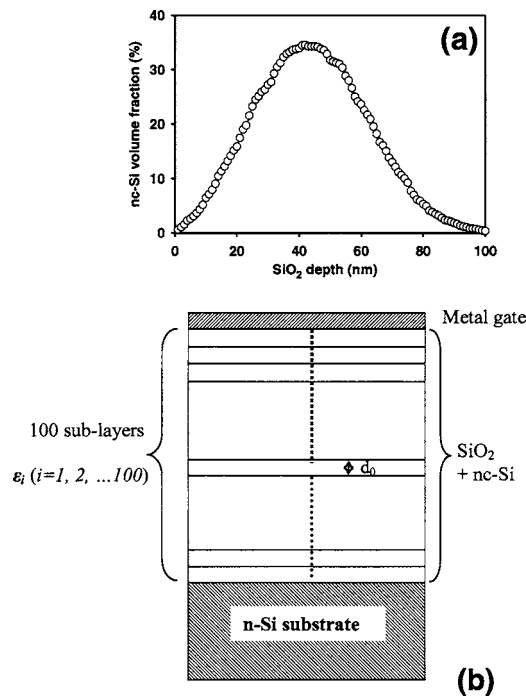 (a)
nc-Si volume fraction (%)
40
30
20
10
0
0 20 40 60 80 100
SiO₂ depth (nm)
Metal gate
100 sub-layers
εᵢ (i=1, 2, ...100)
d₀
SiO₂
+ nc-Si
n-Si substrate
(b)